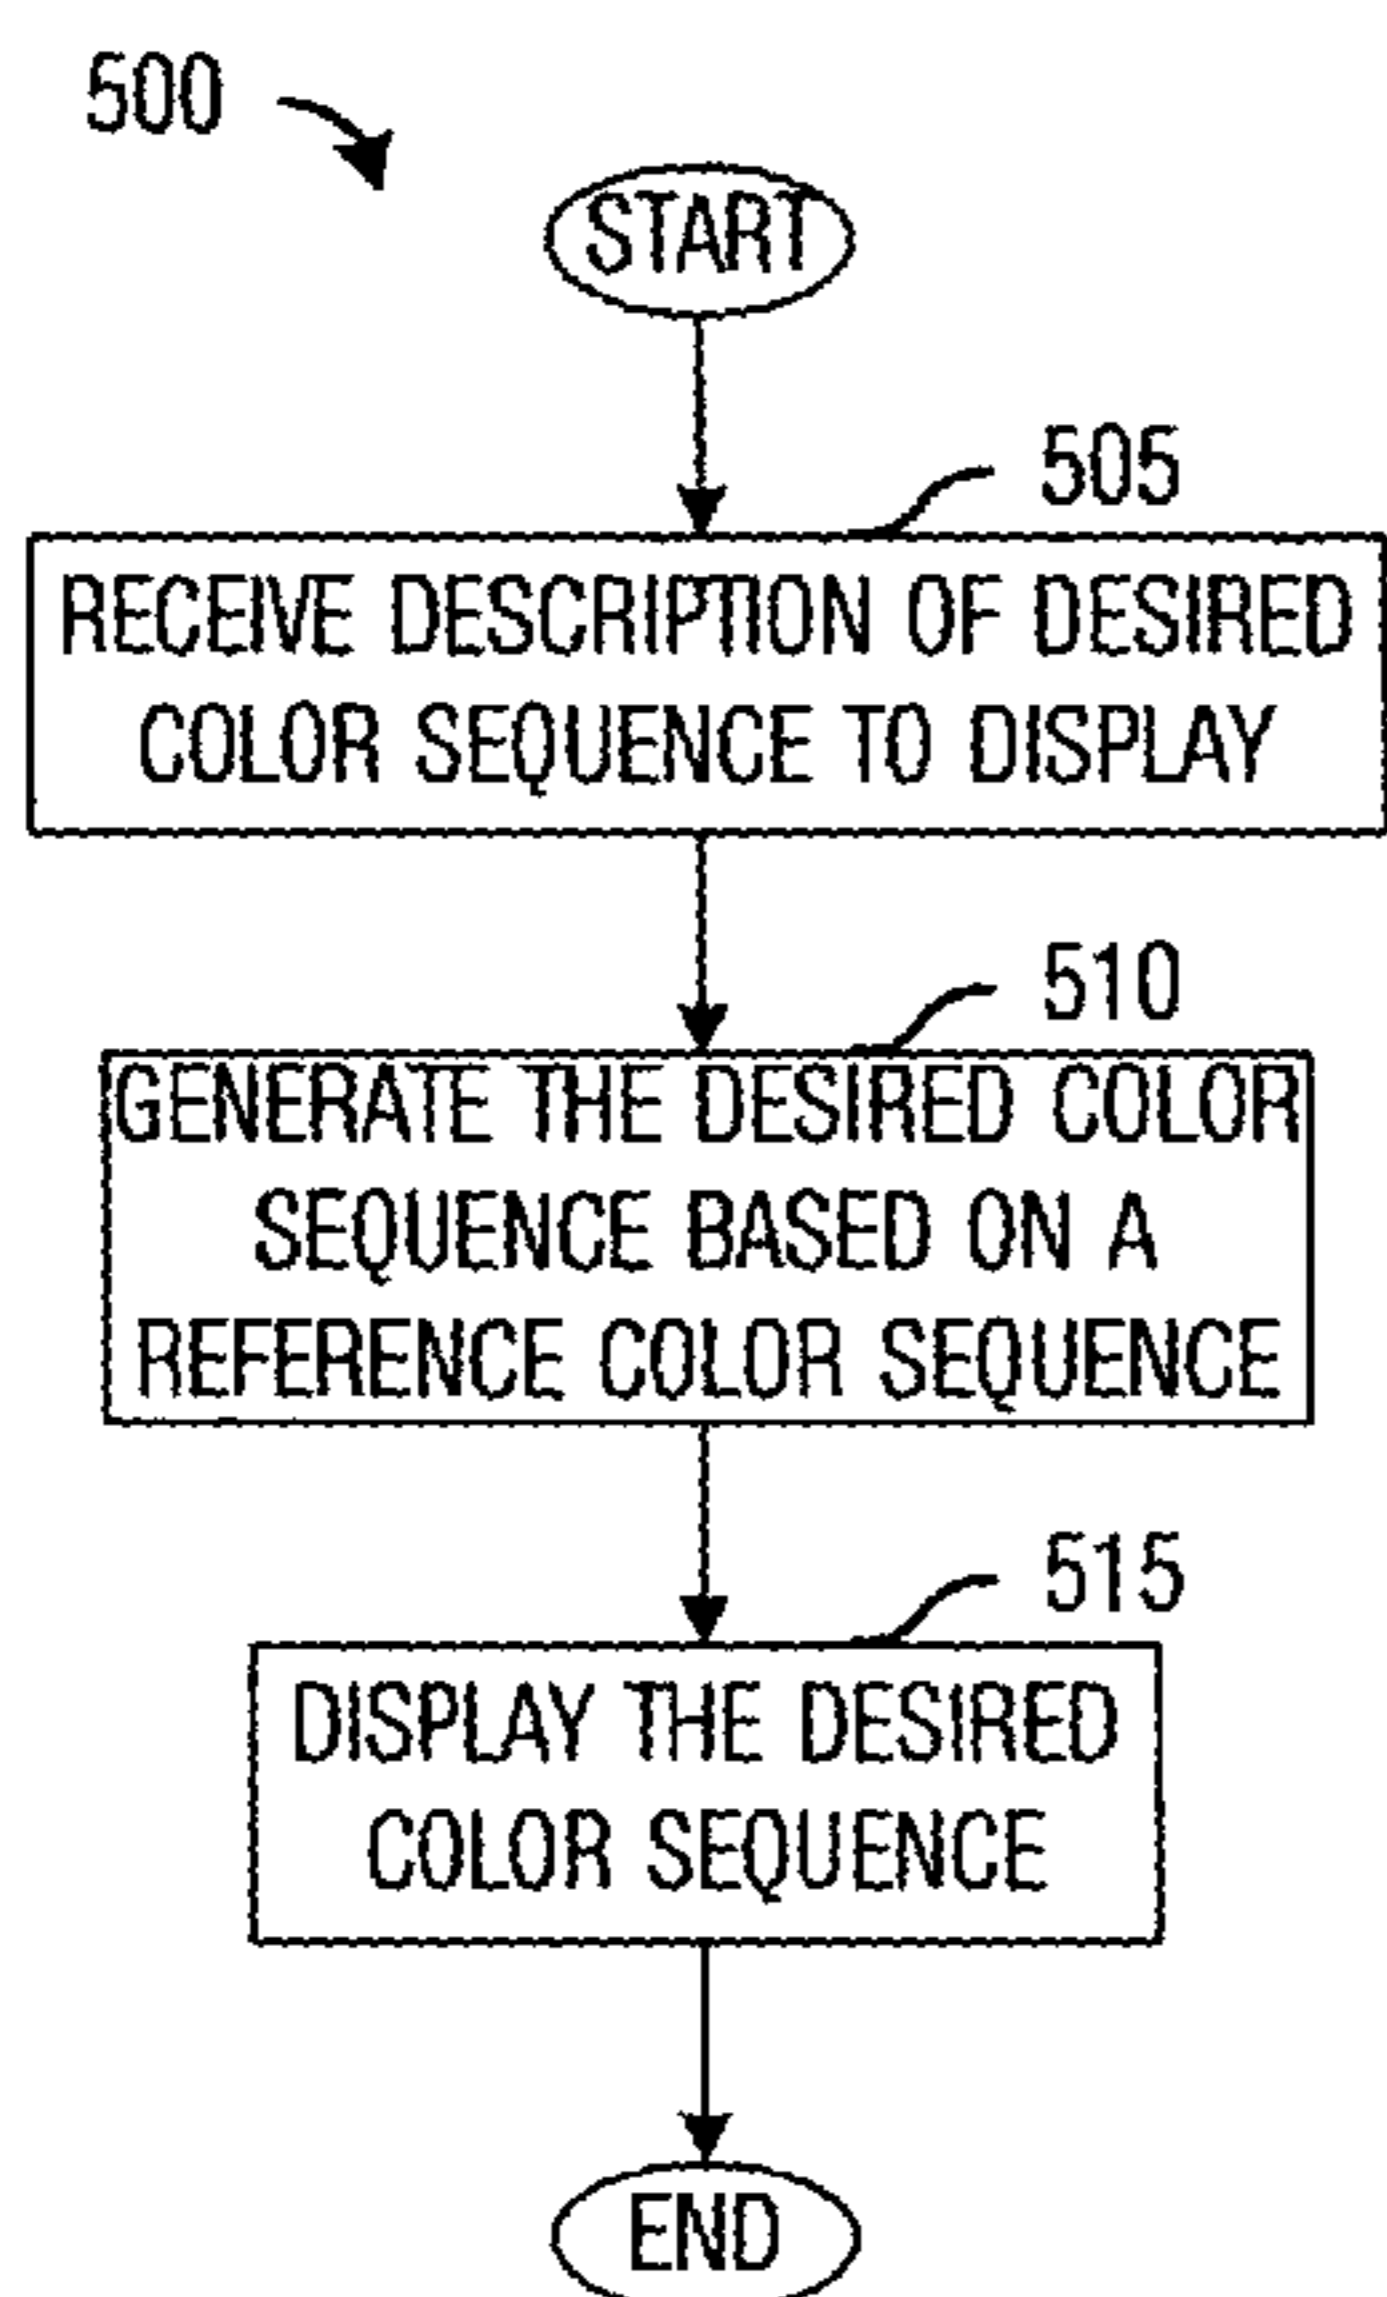 500
START
505
RECEIVE DESCRIPTION OF DESIRED
COLOR SEQUENCE TO DISPLAY
510
GENERATE THE DESIRED COLOR
SEQUENCE BASED ON A
REFERENCE COLOR SEQUENCE
515
DISPLAY THE DESIRED
COLOR SEQUENCE
END